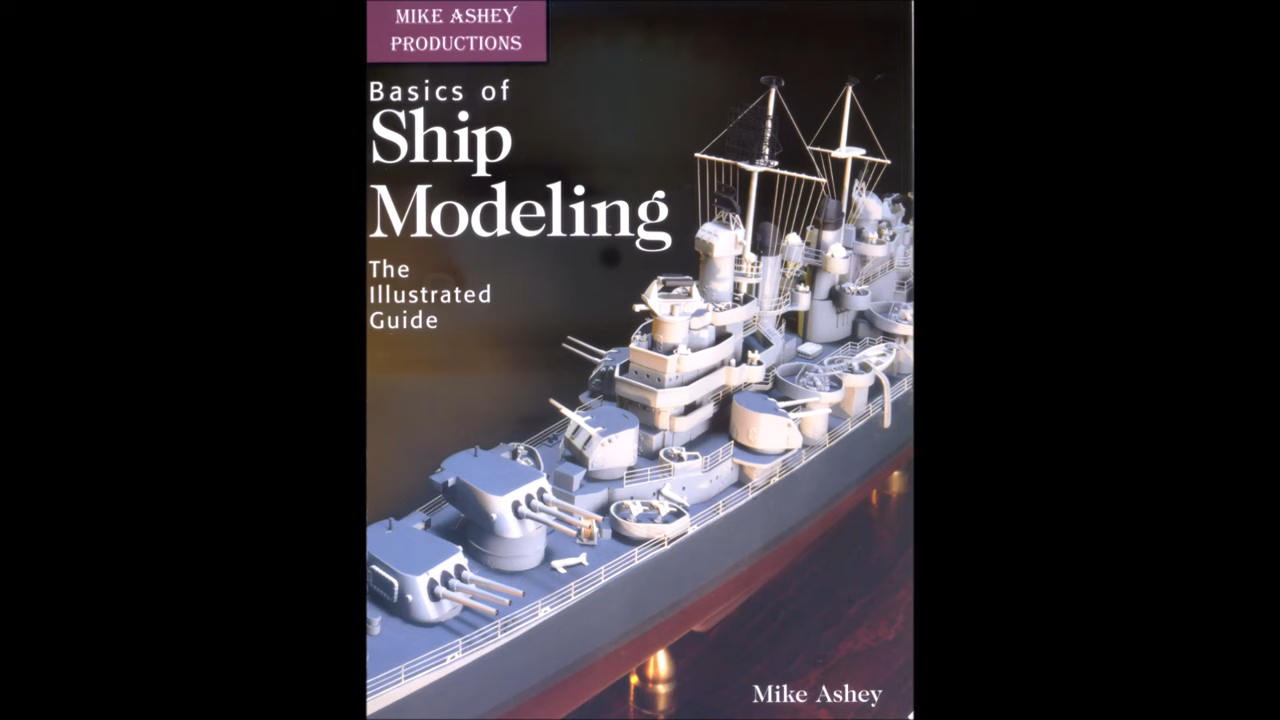 MIKE ASHEY
PRODUCTIONS
Basics of
Ship
Modeling
The
Illustrated
Guide
Mike Ashey